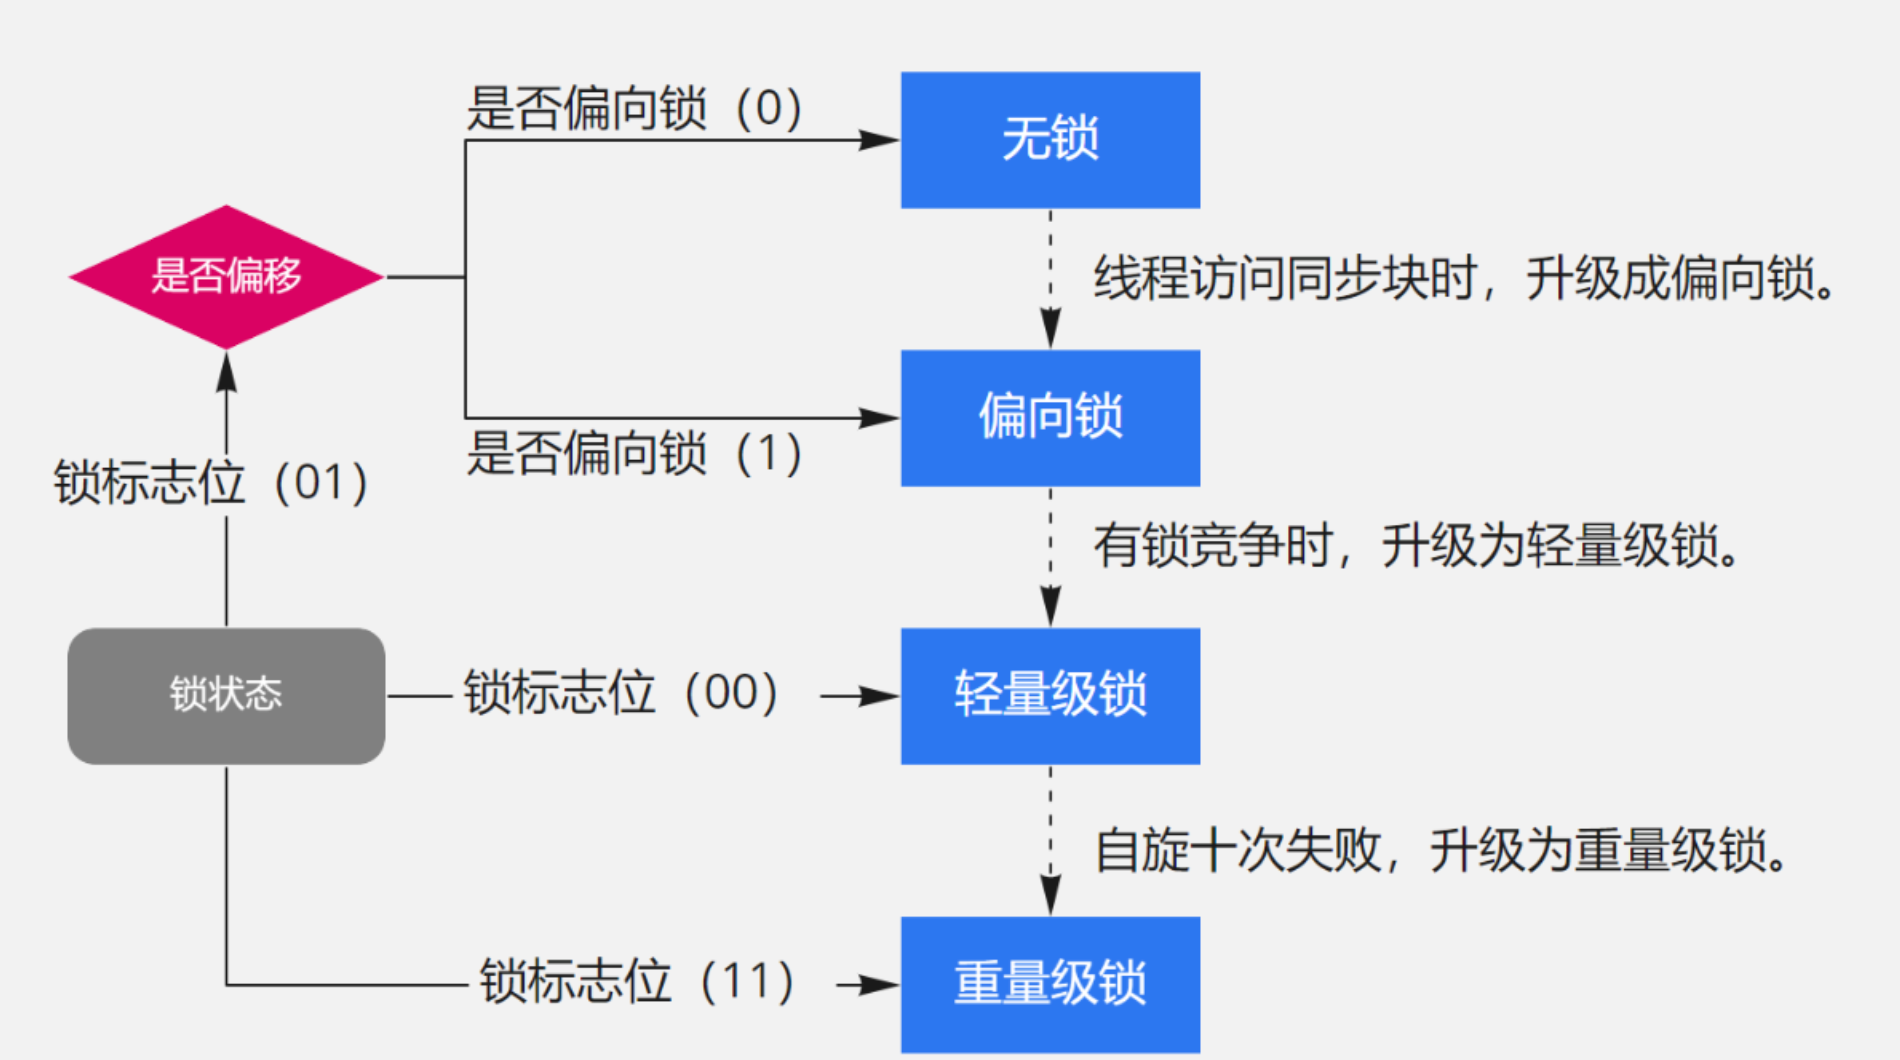 是否偏向锁（0）
无锁
是否偏移
线程访问同步块时，升级成偏向锁。
偏向锁
是否偏向锁（1）
锁标志位（01）
有锁竞争时，升级为轻量级锁。
锁状态
锁标志位（00）
轻量级锁
自旋十次失败，升级为重量级锁。
锁标志位（11）
重量级锁